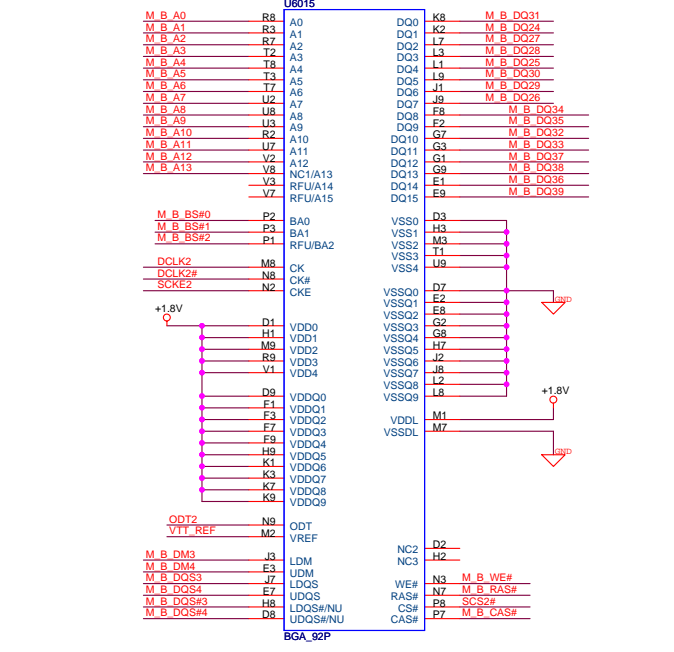 U6015
M_B_A0 R8 A0 DQ0 K8 M_B_DQ31
M_B_A1 R3 A1 DQ1 K2 M_B_DQ24
M_B_A2 R7 A2 DQ2 L7 M_B_DQ27
M_B_A3 T2 A3 DQ3 L3 M_B_DQ28
M_B_A4 T8 A4 DQ4 L1 M_B_DQ25
M_B_A5 T3 A5 DQ5 L9 M_B_DQ30
M_B_A6 T7 A6 DQ6 J1 M_B_DQ29
M_B_A7 U2 A7 DQ7 J9 M_B_DQ26
M_B_A8 U8 A8 DQ8 F8 M_B_DQ34
M_B_A9 U3 A9 DQ9 F2 M_B_DQ35
M_B_A10 R2 A10 DQ10 G7 M_B_DQ32
M_B_A11 U7 A11 DQ11 G3 M_B_DQ33
M_B_A12 V2 A12 DQ12 G1 M_B_DQ37
M_B_A13 V8 NC1/A13 DQ13 G9 M_B_DQ38
V3 RFU/A14 DQ14 E1 M_B_DQ36
V7 RFU/A15 DQ15 E9 M_B_DQ39
M_B_BS#0 P2 BA0 VSS0 D3
M_B_BS#1 P3 BA1 VSS1 H3
M_B_BS#2 P1 RFU/BA2 VSS2 M3
VSS3 T1
DCLK2 M8 CK VSS4 U9
DCLK2# N8 CK#
SCKE2 N2 CKE VSSQ0 D7
VSSQ1 E2 GND
+1.8V VSSQ2 E8
D1 VDD0 VSSQ3 G2
H1 VDD1 VSSQ4 G8
M9 VDD2 VSSQ5 H7
R9 VDD3 VSSQ6 J2
V1 VDD4 VSSQ7 J8
VSSQ8 L2
D9 VDDQ0 VSSQ9 L8 +1.8V
F1 VDDQ1
F3 VDDQ2 VDDL M1
F7 VDDQ3 VSSDL M7
F9 VDDQ4
H9 VDDQ5 GND
K1 VDDQ6
K3 VDDQ7
K7 VDDQ8
K9 VDDQ9
ODT2 N9 ODT
VTT_REF M2 VREF
NC2 D2
M_B_DM3 J3 LDM NC3 H2
M_B_DM4 E3 UDM
M_B_DQS3 J7 LDQS WE# N3 M_B_WE#
M_B_DQS4 E7 UDQS RAS# N7 M_B_RAS#
M_B_DQS#3 H8 LDQS#/NU CS# P8 SCS2#
M_B_DQS#4 D8 UDQS#/NU CAS# P7 M_B_CAS#
BGA_92P